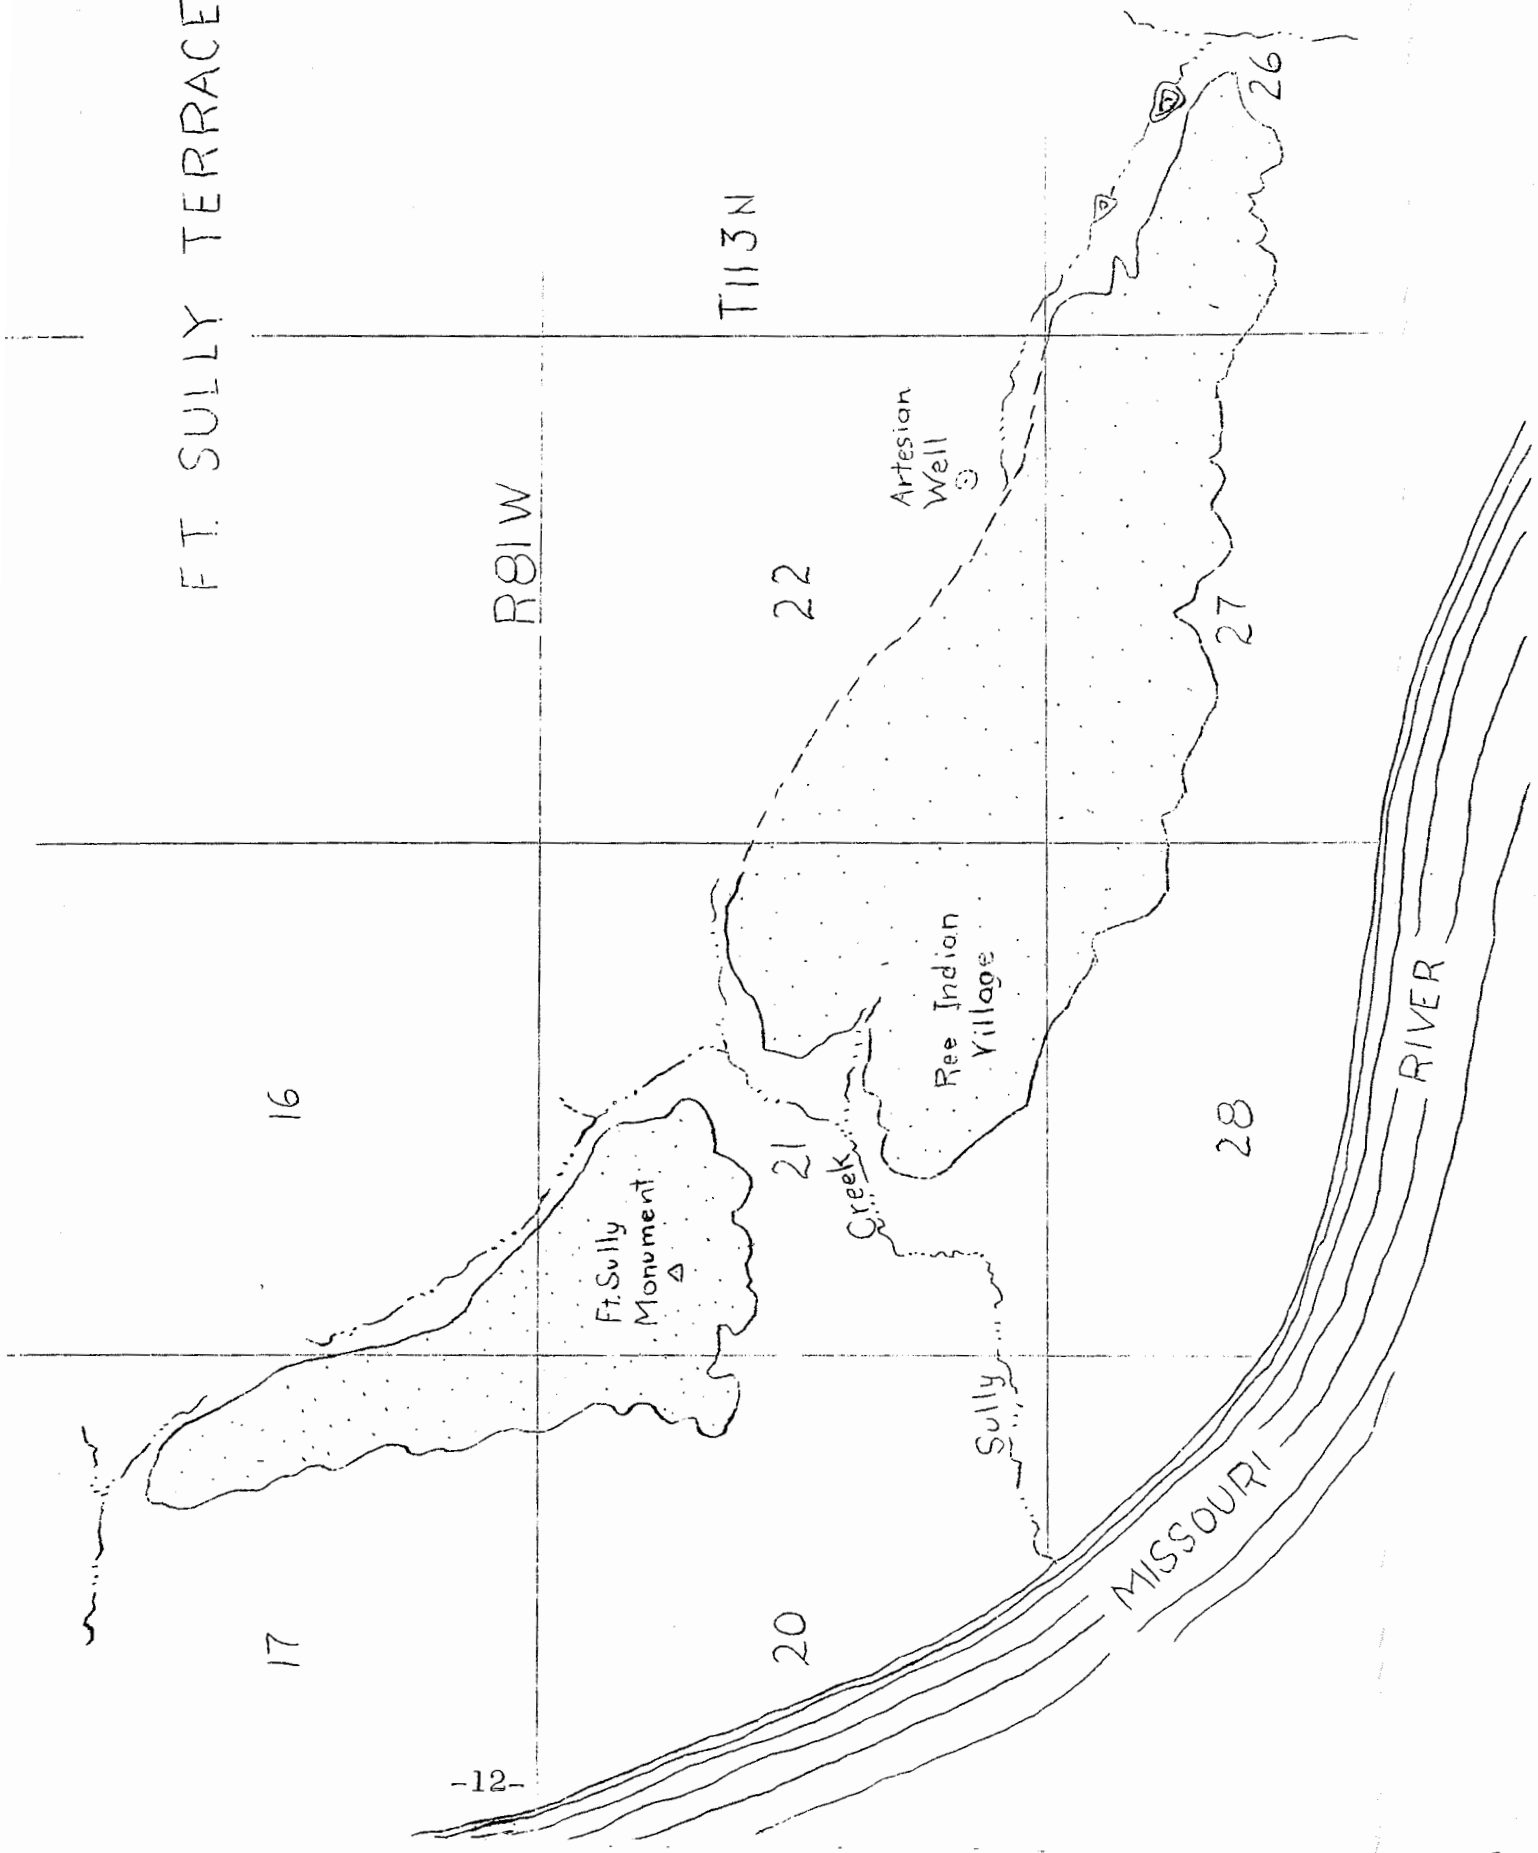 FT. SULLY TERRACE
R81W
T113N
17
16
20
21
22
28
27
26
Ft. Sully
Monument
Artesian
Well
Ree Indian
Village
Sully Creek
MISSOURI RIVER
-12-